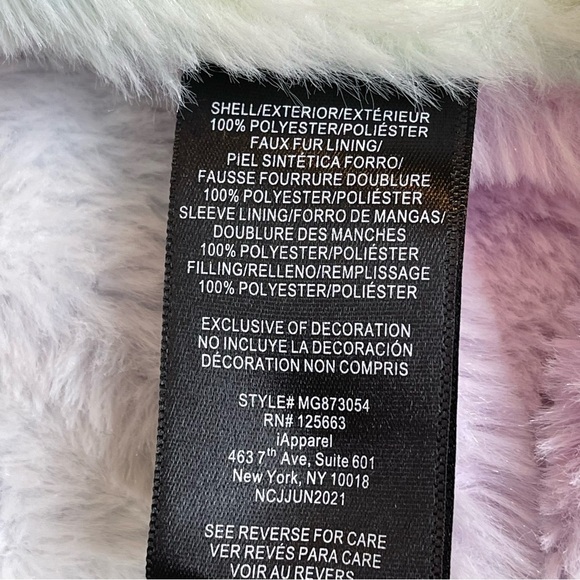 SHELL/EXTERIOR/EXTÉRIEUR
100% POLYESTER/POLIÉSTER
FAUX FUR LINING/
PIEL SINTÉTICA FORRO/
FAUSSE FOURRURE DOUBLURE
100% POLYESTER/POLIÉSTER
SLEEVE LINING/FORRO DE MANGAS/
DOUBLURE DES MANCHES
100% POLYESTER/POLIÉSTER
FILLING/RELLENO/REMPLISSAGE
100% POLYESTER/POLIÉSTER
EXCLUSIVE OF DECORATION
NO INCLUYE LA DECORACIÓN
DÉCORATION NON COMPRIS
STYLE# MG873054
RN# 125663
iApparel
463 7th Ave, Suite 601
New York, NY 10018
NCJJUN2021
SEE REVERSE FOR CARE
VER REVÉS PARA CARE
VOIR AU REVERS